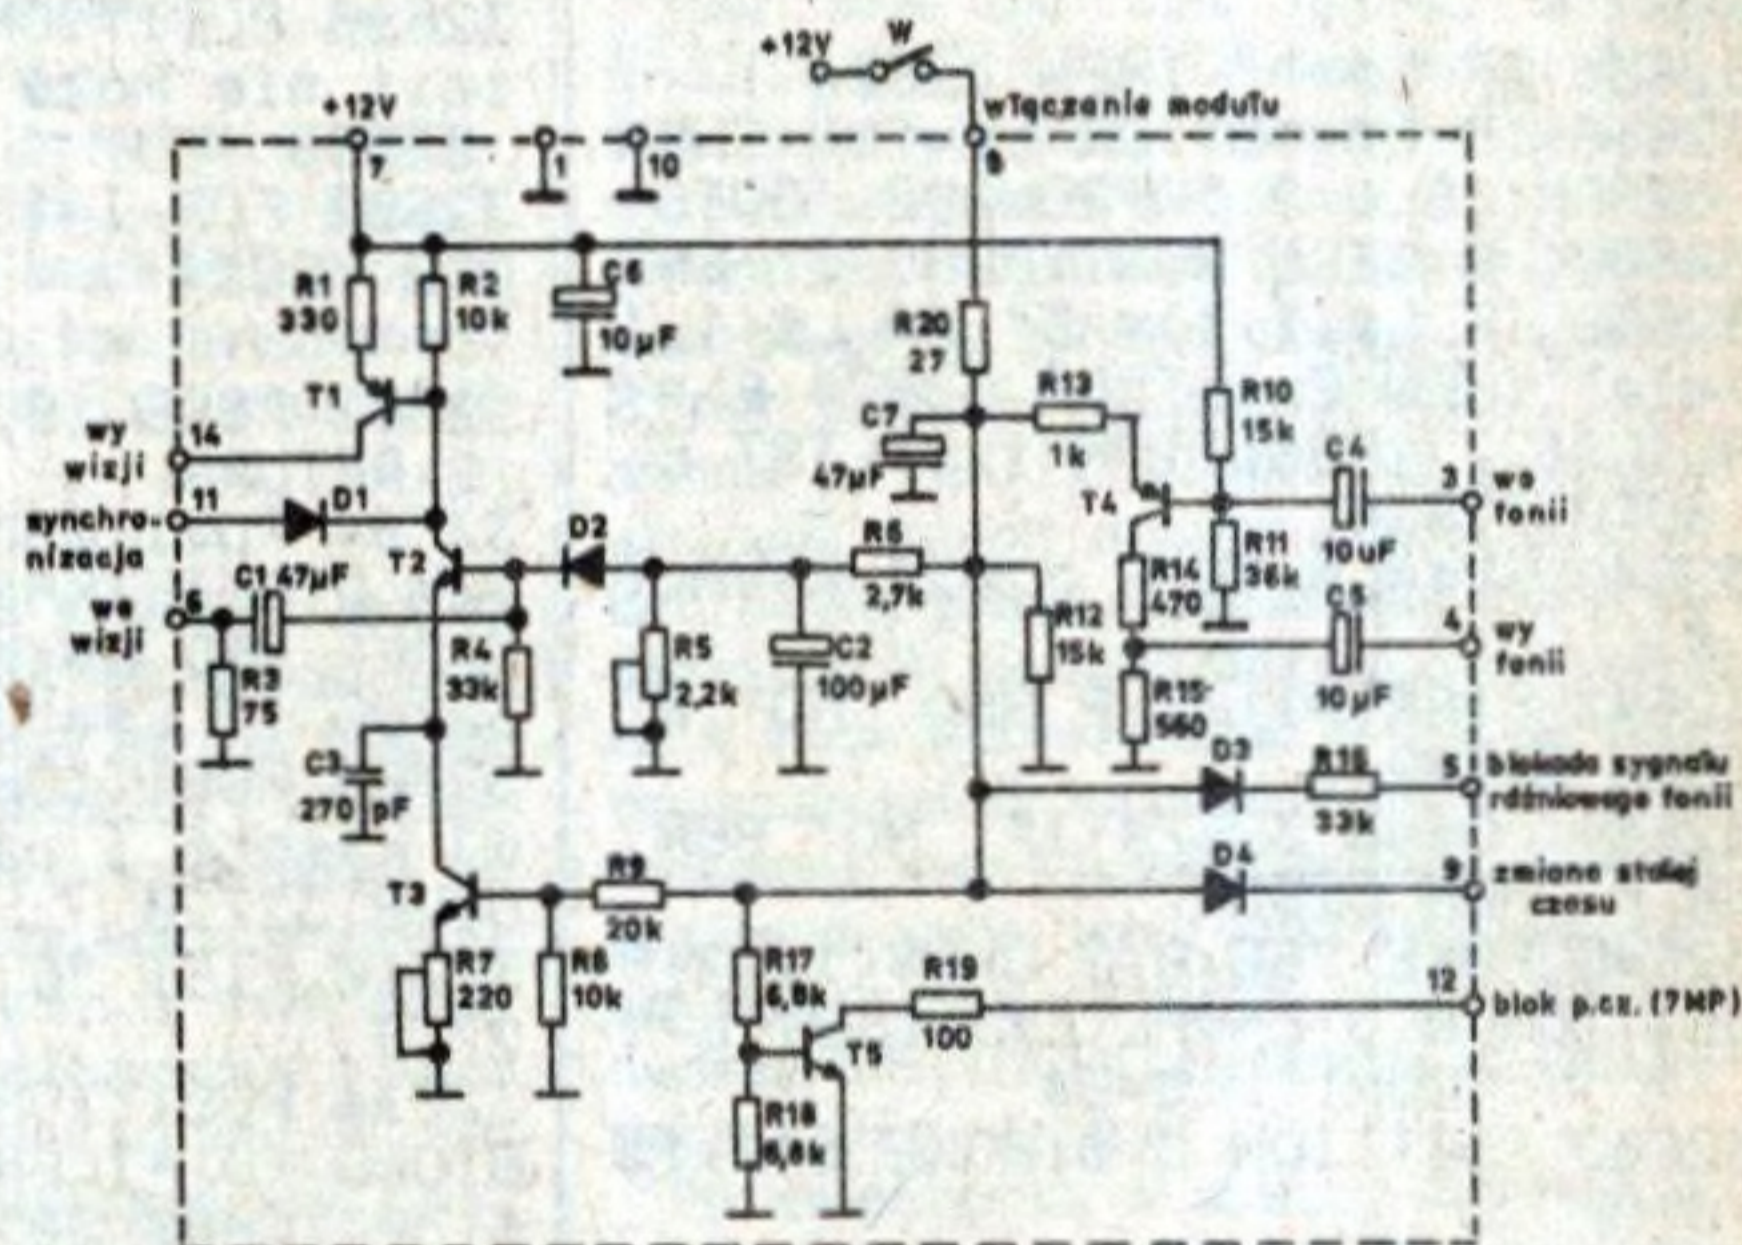 +12V
W
włączanie modułu
+12V
7
1
10
8
R1
330
R2
10k
C6
10µF
R20
27
R13
1k
R10
15k
T1
wy
wizji
14
C7
47µF
T4
C4
10uF
3
we
fonii
synchro-
nizacja
11
D1
T2
D2
R6
2,7k
R11
36k
C1 47µF
we
wizji
6
R14
470
C5
10µF
4
wy
fonii
R3
75
R4
33k
R5
2,2k
C2
100µF
R12
15k
R15
560
C3
270 pF
D3
R16
33k
5
blokada sygnału
różniowego fonii
T3
R9
20k
D4
9
zmiana stałej
czasu
R7
220
R8
10k
R17
6,8k
R19
100
12
blok p.cz. (7MP)
T5
R18
6,8k